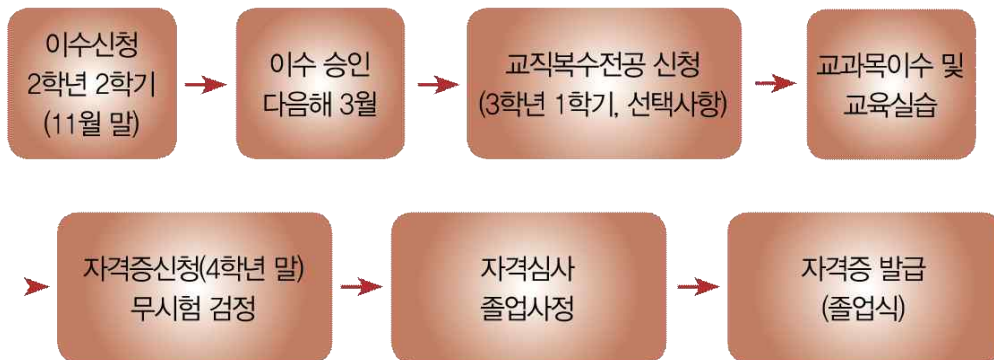 이수신청
2학년 2학기
(11월 말)
이수 승인
다음해 3월
교직복수전공 신청
(3학년 1학기, 선택사항)
교과목이수 및
교육실습
자격증신청(4학년 말)
무시험 검정
자격심사
졸업사정
자격증 발급
(졸업식)